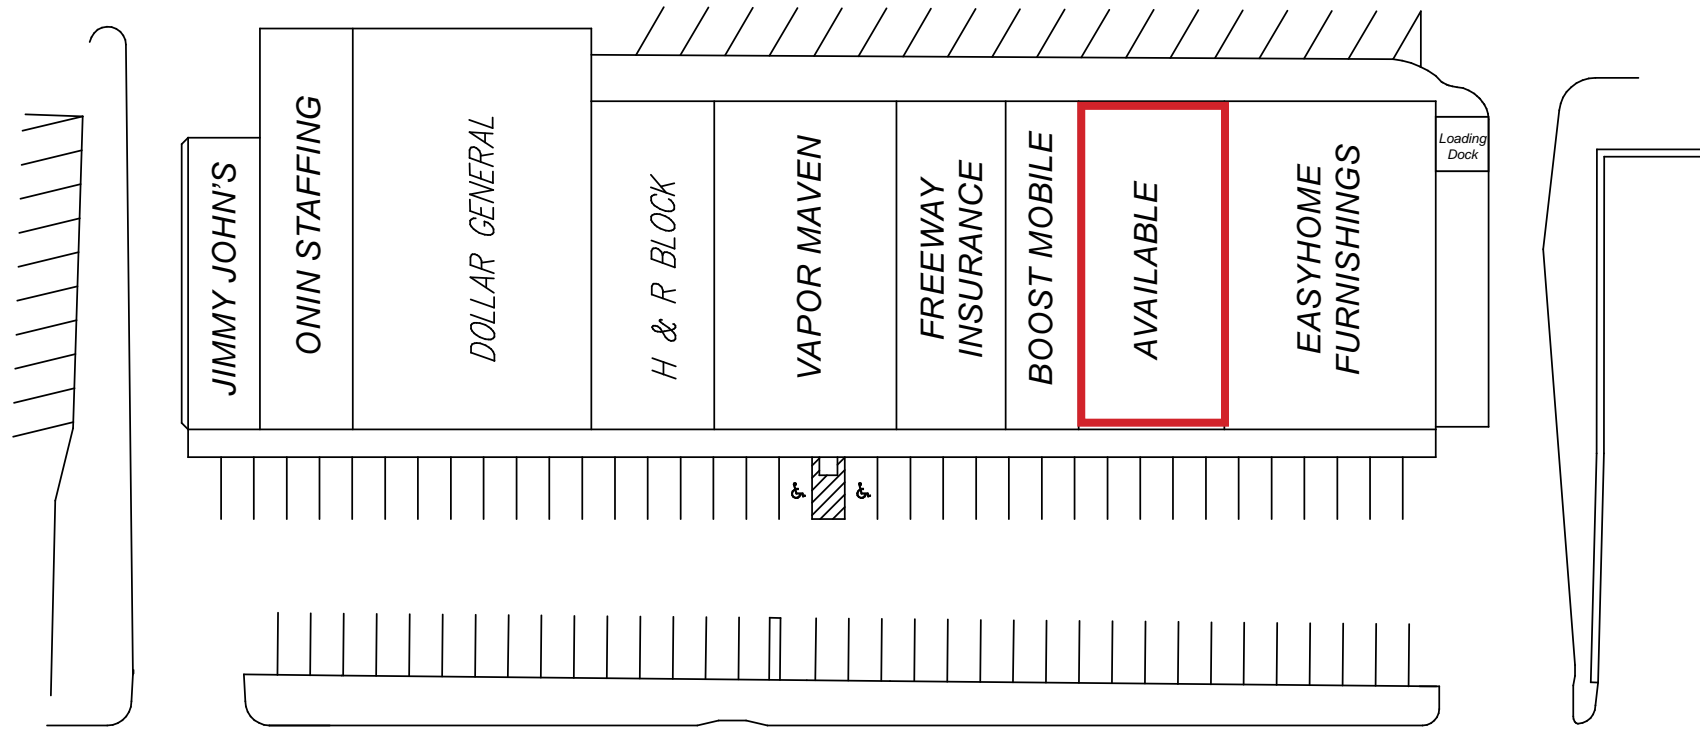 JIMMY JOHN'S
ONIN STAFFING
DOLLAR GENERAL
H & R BLOCK
VAPOR MAVEN
FREEWAY
INSURANCE
BOOST MOBILE
AVAILABLE
EASYHOME
FURNISHINGS
Loading
Dock